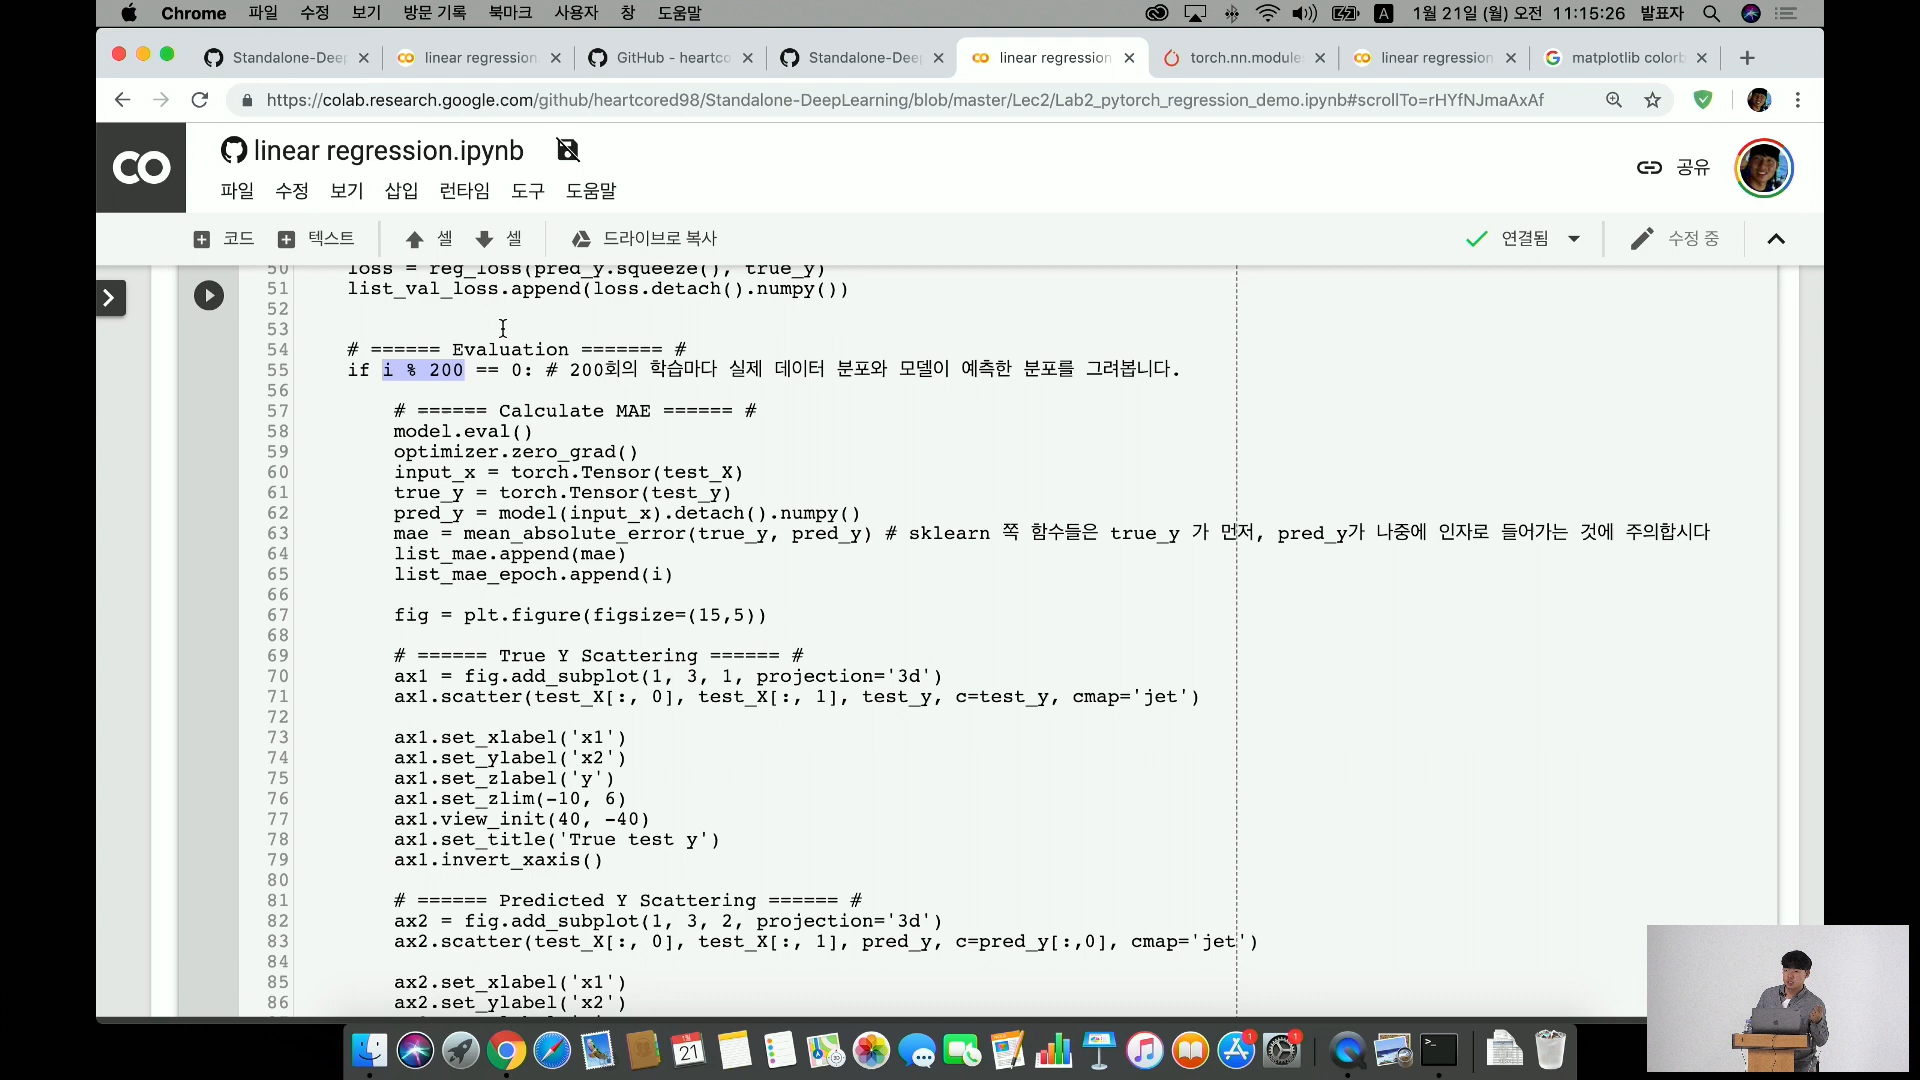 Chrome 파일 수정 보기 방문 기록 북마크 사용자 창 도움말 A 1월 21일 (월) 오전 11:15:26 발표자
Standalone-Deep linear regression GitHub - heartco Standalone-Deep linear regression torch.nn.module linear regression matplotlib colorb
https://colab.research.google.com/github/heartcored98/Standalone-DeepLearning/blob/master/Lec2/Lab2_pytorch_regression_demo.ipynb#scrollTo=rHYfNJmaAxAf
CO linear regression.ipynb
공유
파일 수정 보기 삽입 런타임 도구 도움말
코드 텍스트 셀 셀 드라이브로 복사 연결됨 수정 중
50 loss = reg_loss(pred_y.squeeze(), true_y)
51 list_val_loss.append(loss.detach().numpy())
52
53
54 # ====== Evaluation ======= #
55 if i % 200 == 0: # 200회의 학습마다 실제 데이터 분포와 모델이 예측한 분포를 그려봅니다.
56
57 # ====== Calculate MAE ====== #
58 model.eval()
59 optimizer.zero_grad()
60 input_x = torch.Tensor(test_X)
61 true_y = torch.Tensor(test_y)
62 pred_y = model(input_x).detach().numpy()
63 mae = mean_absolute_error(true_y, pred_y) # sklearn 쪽 함수들은 true_y 가 먼저, pred_y가 나중에 인자로 들어가는 것에 주의합시다
64 list_mae.append(mae)
65 list_mae_epoch.append(i)
66
67 fig = plt.figure(figsize=(15,5))
68
69 # ====== True Y Scattering ====== #
70 ax1 = fig.add_subplot(1, 3, 1, projection='3d')
71 ax1.scatter(test_X[:, 0], test_X[:, 1], test_y, c=test_y, cmap='jet')
72
73 ax1.set_xlabel('x1')
74 ax1.set_ylabel('x2')
75 ax1.set_zlabel('y')
76 ax1.set_zlim(-10, 6)
77 ax1.view_init(40, -40)
78 ax1.set_title('True test y')
79 ax1.invert_xaxis()
80
81 # ====== Predicted Y Scattering ====== #
82 ax2 = fig.add_subplot(1, 3, 2, projection='3d')
83 ax2.scatter(test_X[:, 0], test_X[:, 1], pred_y, c=pred_y[:,0], cmap='jet')
84
85 ax2.set_xlabel('x1')
86 ax2.set_ylabel('x2')
21
1
1